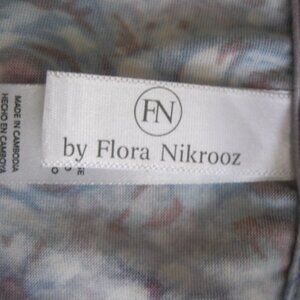 FN
by Flora Nikrooz
MADE IN CAMBODIA
HECHO EN CAMBOYA